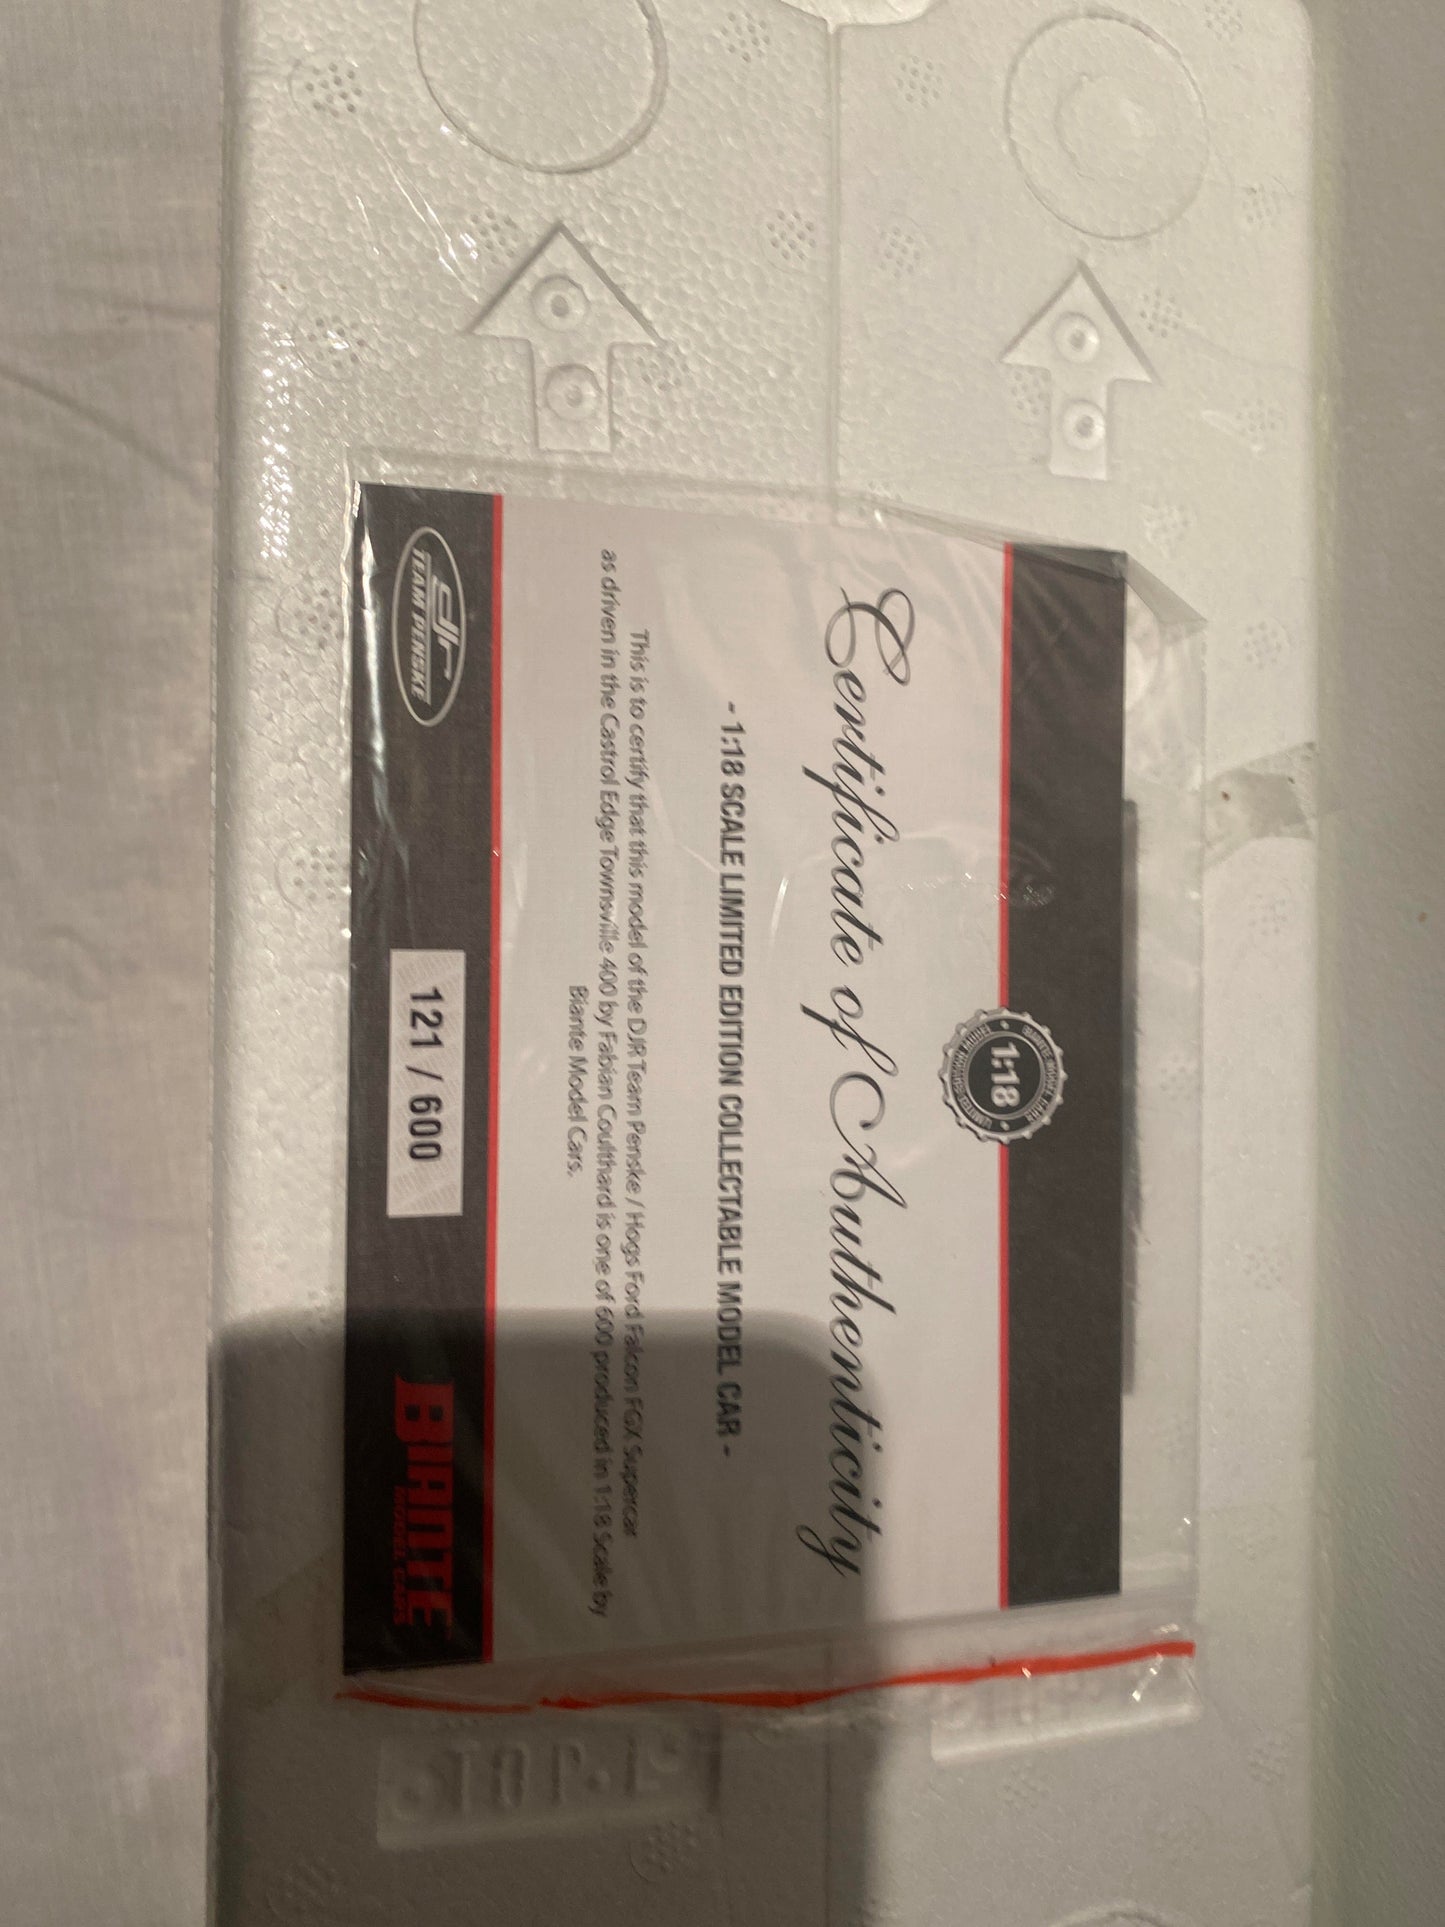 1:18
Certificate of Authenticity
- 1:18 SCALE LIMITED EDITION COLLECTABLE MODEL CAR -
This is to certify that this model of the DJR Team Penske / Hogs Ford Falcon FGX Supercar
as driven in the Castrol Edge Townsville 400 by Fabian Coulthard is one of 600 produced in 1:18 Scale by
Biante Model Cars.
djr
TEAM PENSKE
121 / 600
BIANTE
MODEL CARS